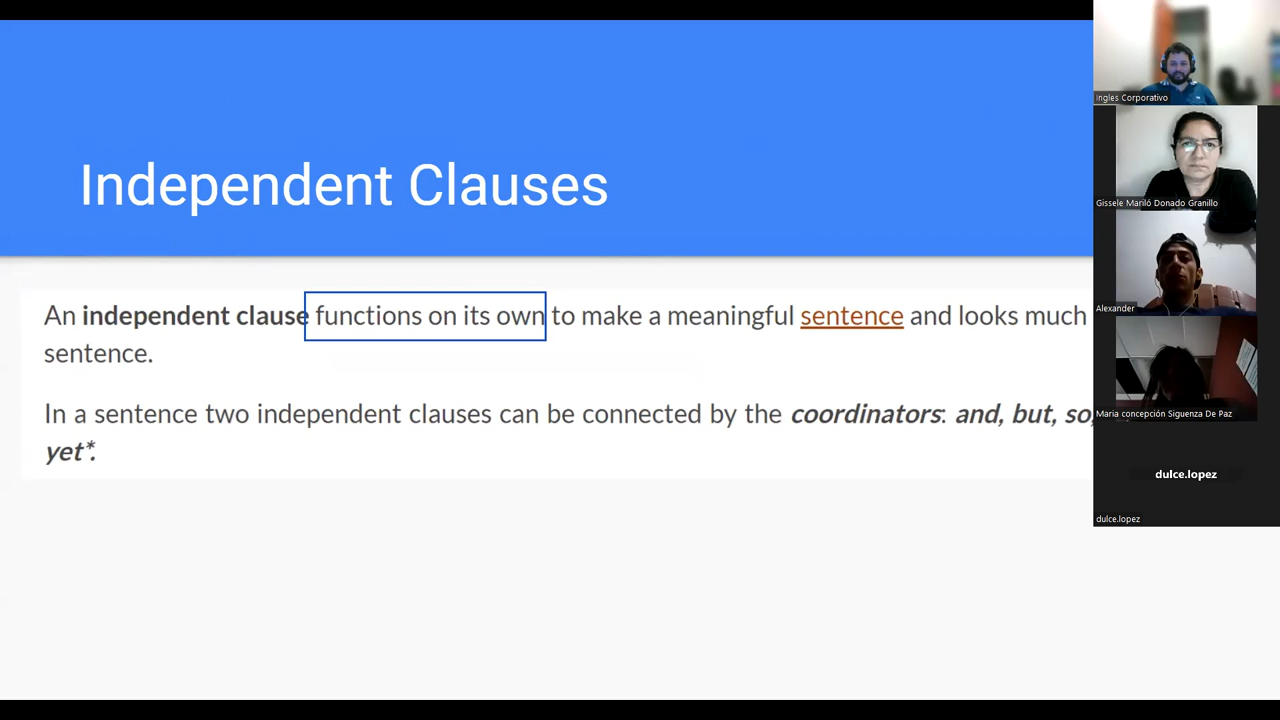 Independent Clauses
An independent clause functions on its own to make a meaningful sentence and looks much
sentence.
In a sentence two independent clauses can be connected by the coordinators: and, but, so,
yet*.
Ingles Corporativo
Gissele Mariló Donado Granillo
Alexander
Maria concepción Siguenza De Paz
dulce.lopez
dulce.lopez